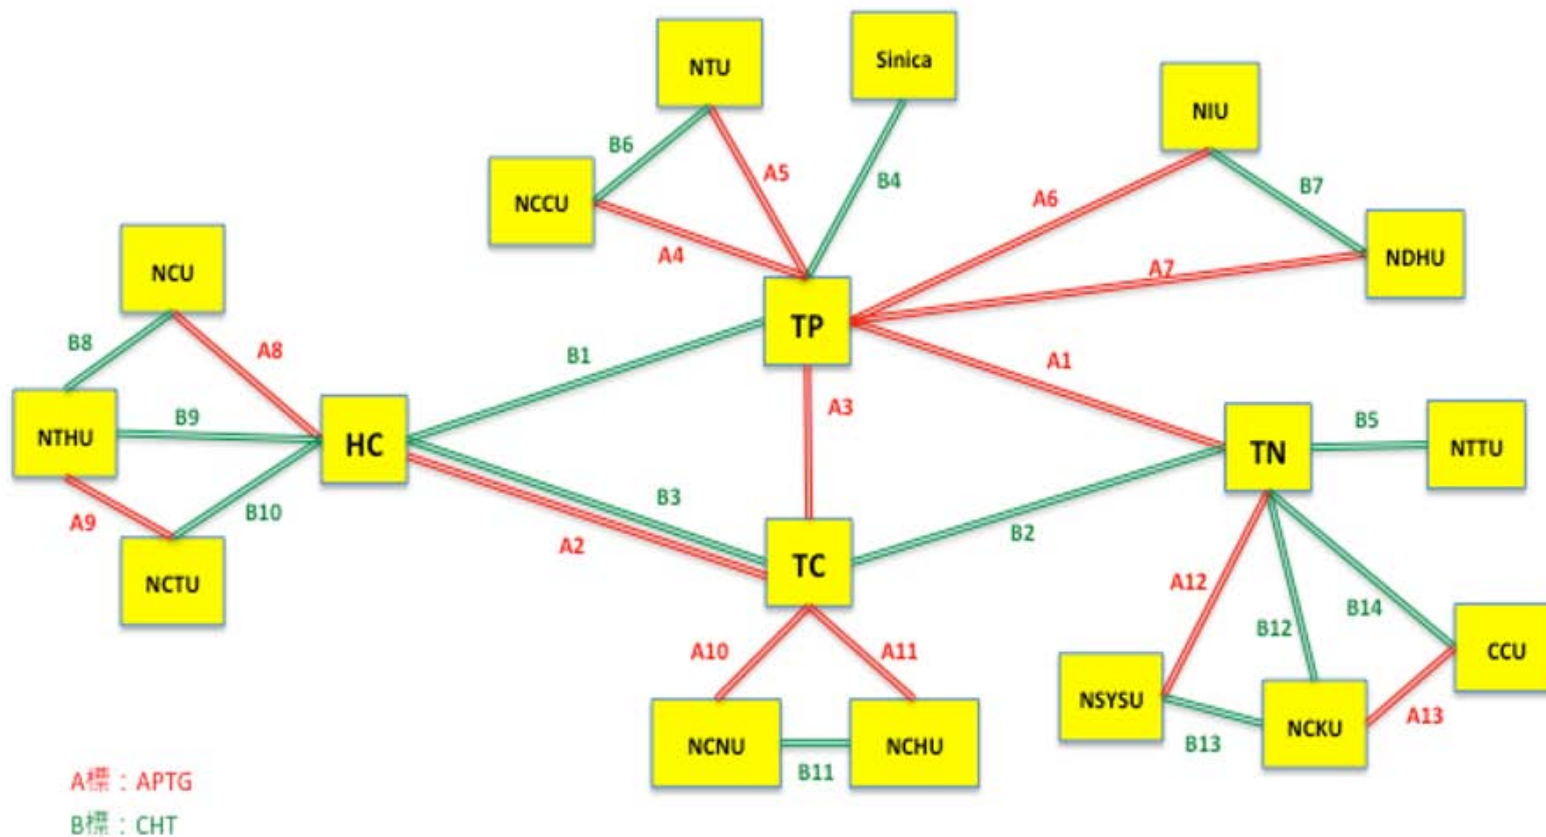 NTU
Sinica
NIU
B6
A5
B4
B7
NCCU
A6
A4
NDHU
A7
NCU
TP
B8
A8
B1
A1
A3
B9
B5
NTHU
HC
TN
NTTU
B3
B10
A9
A2
B2
TC
NCTU
A12
B14
B12
A10
A11
CCU
NSYSU
A13
NCKU
NCNU
NCHU
B13
B11
A標：APTG
B標：CHT